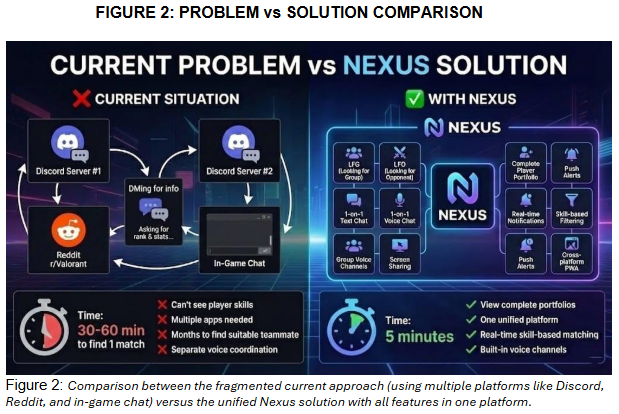 FIGURE 2: PROBLEM vs SOLUTION COMPARISON
CURRENT PROBLEM vs NEXUS SOLUTION
CURRENT SITUATION
Discord Server #1
Discord Server #2
DMing for info
Asking for
rank & stats...
Reddit
r/Valorant
In-Game Chat
Time:
30-60 min
to find 1 match
Can't see player skills
Multiple apps needed
Months to find suitable teammate
Separate voice coordination
WITH NEXUS
NEXUS
LFG
(Looking for
Group)
LFO
(Looking for
Opponent)
1-on-1
Text Chat
1-on-1
Voice Chat
Group Voice
Channels
Screen
Sharing
NEXUS
Complete
Player
Portfolio
Push
Alerts
Real-time
Notifications
Skill-based
Filtering
Push
Alerts
Cross-
platform
PWA
Time:
5 minutes
View complete portfolios
One unified platform
Real-time skill-based matching
Built-in voice channels
Figure 2: Comparison between the fragmented current approach (using multiple platforms like Discord,
Reddit, and in-game chat) versus the unified Nexus solution with all features in one platform.